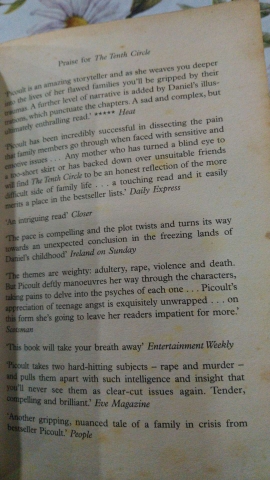 Praise for The Tenth Circle
'Picoult is an amazing storyteller and as she weaves you deeper
into the lives of her flawed families you'll be gripped by their
traumas. A further level of narrative is added by Daniel's illus-
trations, which punctuate the chapters. A sad and complex, but
ultimately enthralling read.' ***** Heat
'Picoult has been incredibly successful in dissecting the pain
that family members go through when faced with sensitive and
issues . . . Any mother who has turned a blind eye to
a too-short skirt or has backed down over unsuitable friends
will find The Tenth Circle to be an honest reflection of the more
difficult side of family life . . . a touching read and it easily
merits a place in the bestseller lists.' Daily Express
'An intriguing read' Closer
'The pace is compelling and the plot twists and turns its way
towards an unexpected conclusion in the freezing lands of
Daniel's childhood' Ireland on Sunday
'The themes are weighty: adultery, rape, violence and death.
But Picoult deftly manoeuvres her way through the characters,
taking pains to delve into the psyches of each one . . . Picoult's
appreciation of teenage angst is exquisitely unwrapped . . . on
this form she's going to leave her readers impatient for more.'
Scotsman
'This book will take your breath away' Entertainment Weekly
'Picoult takes two hard-hitting subjects – rape and murder –
and pulls them apart with such intelligence and insight that
you'll never see them as clear-cut issues again. Tender,
compelling and brilliant.' Eve Magazine
'Another gripping, nuanced tale of a family in crisis from
bestseller Picoult.' People